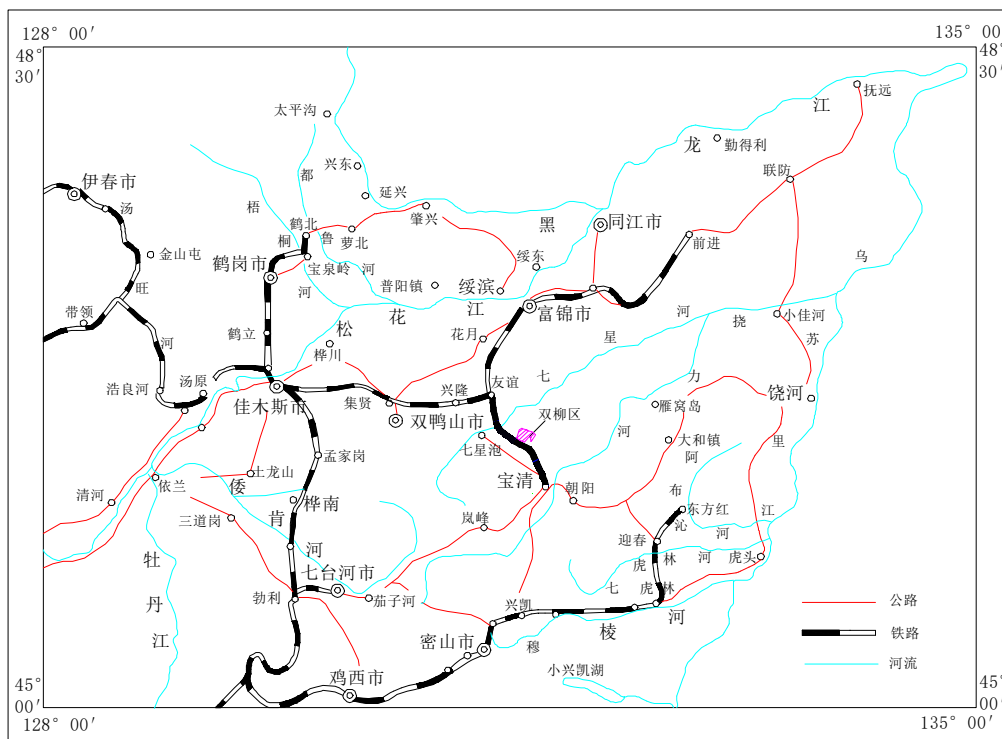 128° 00′
135° 00′
48°
30′
48°
30′
抚远
江
太平沟
龙
勤得利
兴东
都
联防
伊春市
延兴
汤
梧
肇兴
黑
同江市
鹤北
鲁
萝北
桐
前进
乌
金山屯
宝泉岭
河
绥东
鹤岗市
旺
河
普阳镇
绥滨
江
花
富锦市
河
挠
小佳河
带领
松
星
鹤立
花月
苏
河
桦川
七
力
浩良河
汤原
友谊
佳木斯市
集贤
兴隆
饶河
双鸭山市
双柳区
雁窝岛
河
七星泡
大和镇
里
孟家岗
阿
土龙山
宝清
依兰
倭
清河
桦南
朝阳
布
东方红
三道岗
肯
江
岚峰
沁
河
迎春
河
牡
虎
林
河
虎头
七台河市
七
虎
林
丹
勃利
茄子河
兴凯
河
公路
棱
江
密山市
穆
铁路
小兴凯湖
河流
鸡西市
45°
00′
45°
00′
128° 00′
135° 00′